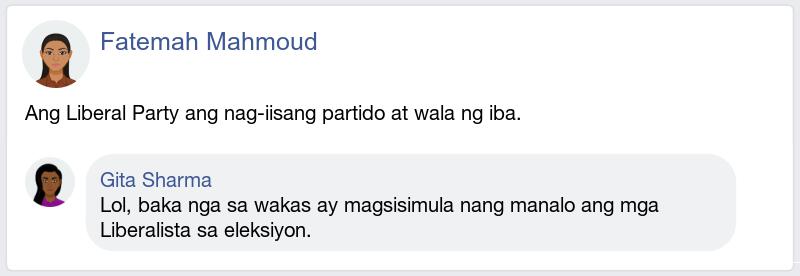 Fatemah Mahmoud
Ang Liberal Party ang nag-iisang partido at wala ng iba.
Gita Sharma
Lol, baka nga sa wakas ay magsisimula nang manalo ang mga
Liberalista sa eleksiyon.